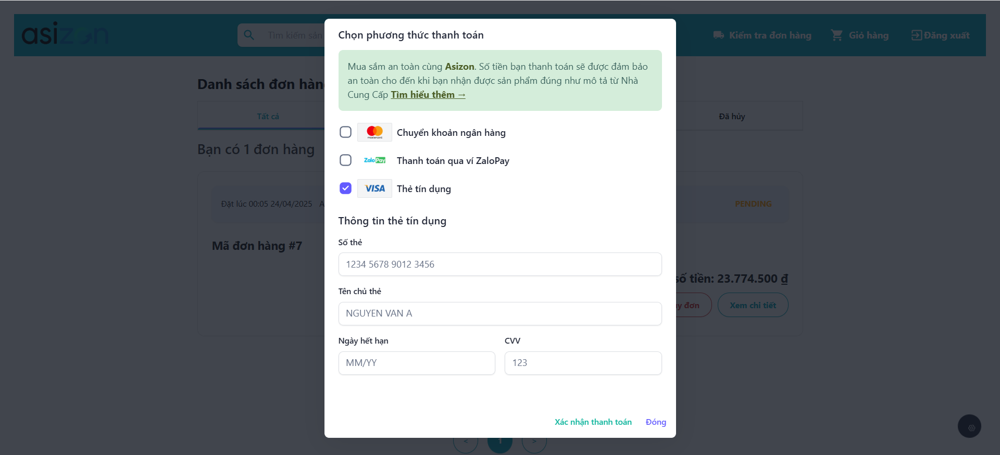 asizon
Tìm kiếm sản
Kiểm tra đơn hàng
Giỏ hàng
Đăng xuất
Danh sách đơn hàng
Tất cả
Đã hủy
Bạn có 1 đơn hàng
Đặt lúc 00:05 24/04/2025 A
PENDING
Mã đơn hàng #7
số tiền: 23.774.500 ₫
ủy đơn
Xem chi tiết
Chọn phương thức thanh toán
Mua sắm an toàn cùng Asizon. Số tiền bạn thanh toán sẽ được đảm bảo
an toàn cho đến khi bạn nhận được sản phẩm đúng như mô tả từ Nhà
Cung Cấp Tìm hiểu thêm →
mastercard Chuyển khoản ngân hàng
ZaloPay Thanh toán qua ví ZaloPay
VISA Thẻ tín dụng
Thông tin thẻ tín dụng
Số thẻ
1234 5678 9012 3456
Tên chủ thẻ
NGUYEN VAN A
Ngày hết hạn
CVV
MM/YY
123
Xác nhận thanh toán
Đóng
< 1 >